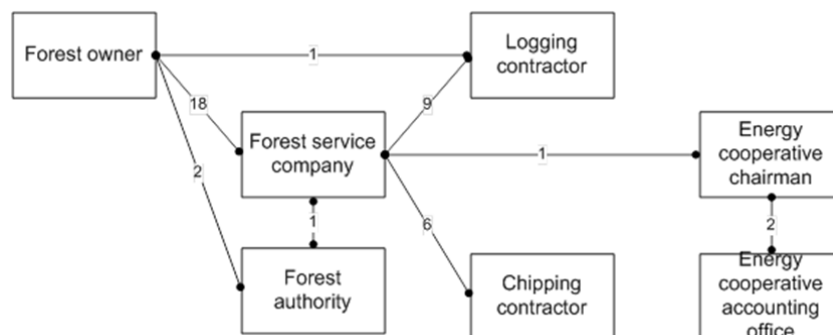 Forest owner
1
Logging
contractor
18
9
Forest service
company
1
Energy
cooperative
chairman
2
1
6
2
Forest
authority
Chipping
contractor
Energy
cooperative
accounting
office